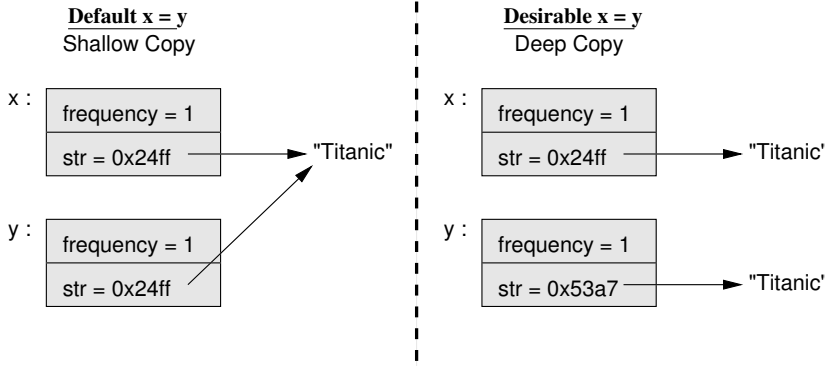 Default x = y
Shallow Copy
x :
frequency = 1
str = 0x24ff
"Titanic"
y :
frequency = 1
str = 0x24ff
Desirable x = y
Deep Copy
x :
frequency = 1
str = 0x24ff
"Titanic'
y :
frequency = 1
str = 0x53a7
"Titanic'